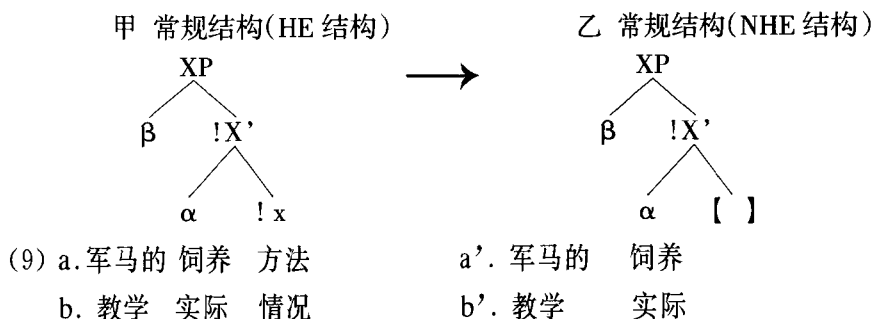 甲 常规结构(HE 结构) 乙 常规结构(NHE 结构)
XP → XP
β !X’ β !X’
α !x α 【 】
(9) a.军马的 饲养 方法 a’. 军马的 饲养
b. 教学 实际 情况 b’. 教学 实际